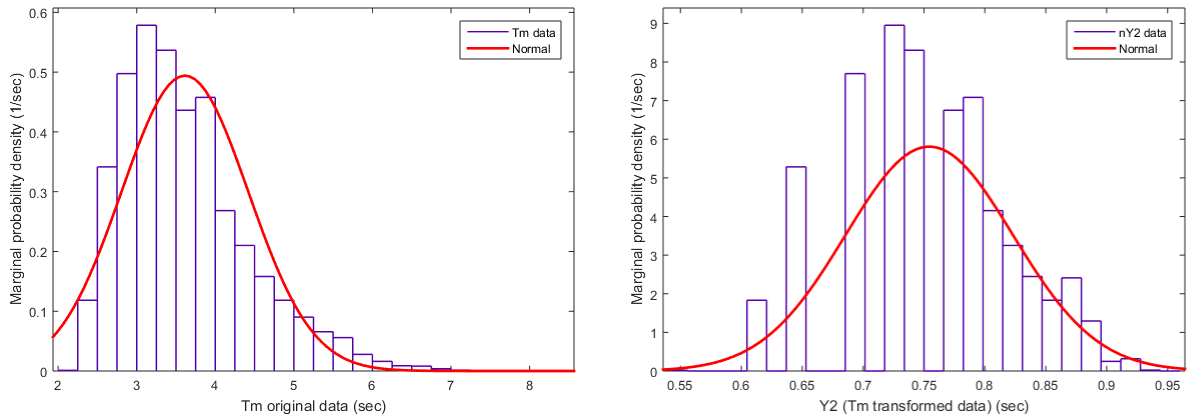 0.6
0.5
0.4
0.3
0.2
0.1
0
Marginal probability density (1/sec)
Tm data
Normal
2 3 4 5 6 7 8
Tm original data (sec)
9
8
7
6
5
4
3
2
1
0
Marginal probability density (1/sec)
nY2 data
Normal
0.55 0.6 0.65 0.7 0.75 0.8 0.85 0.9 0.95
Y2 (Tm transformed data) (sec)